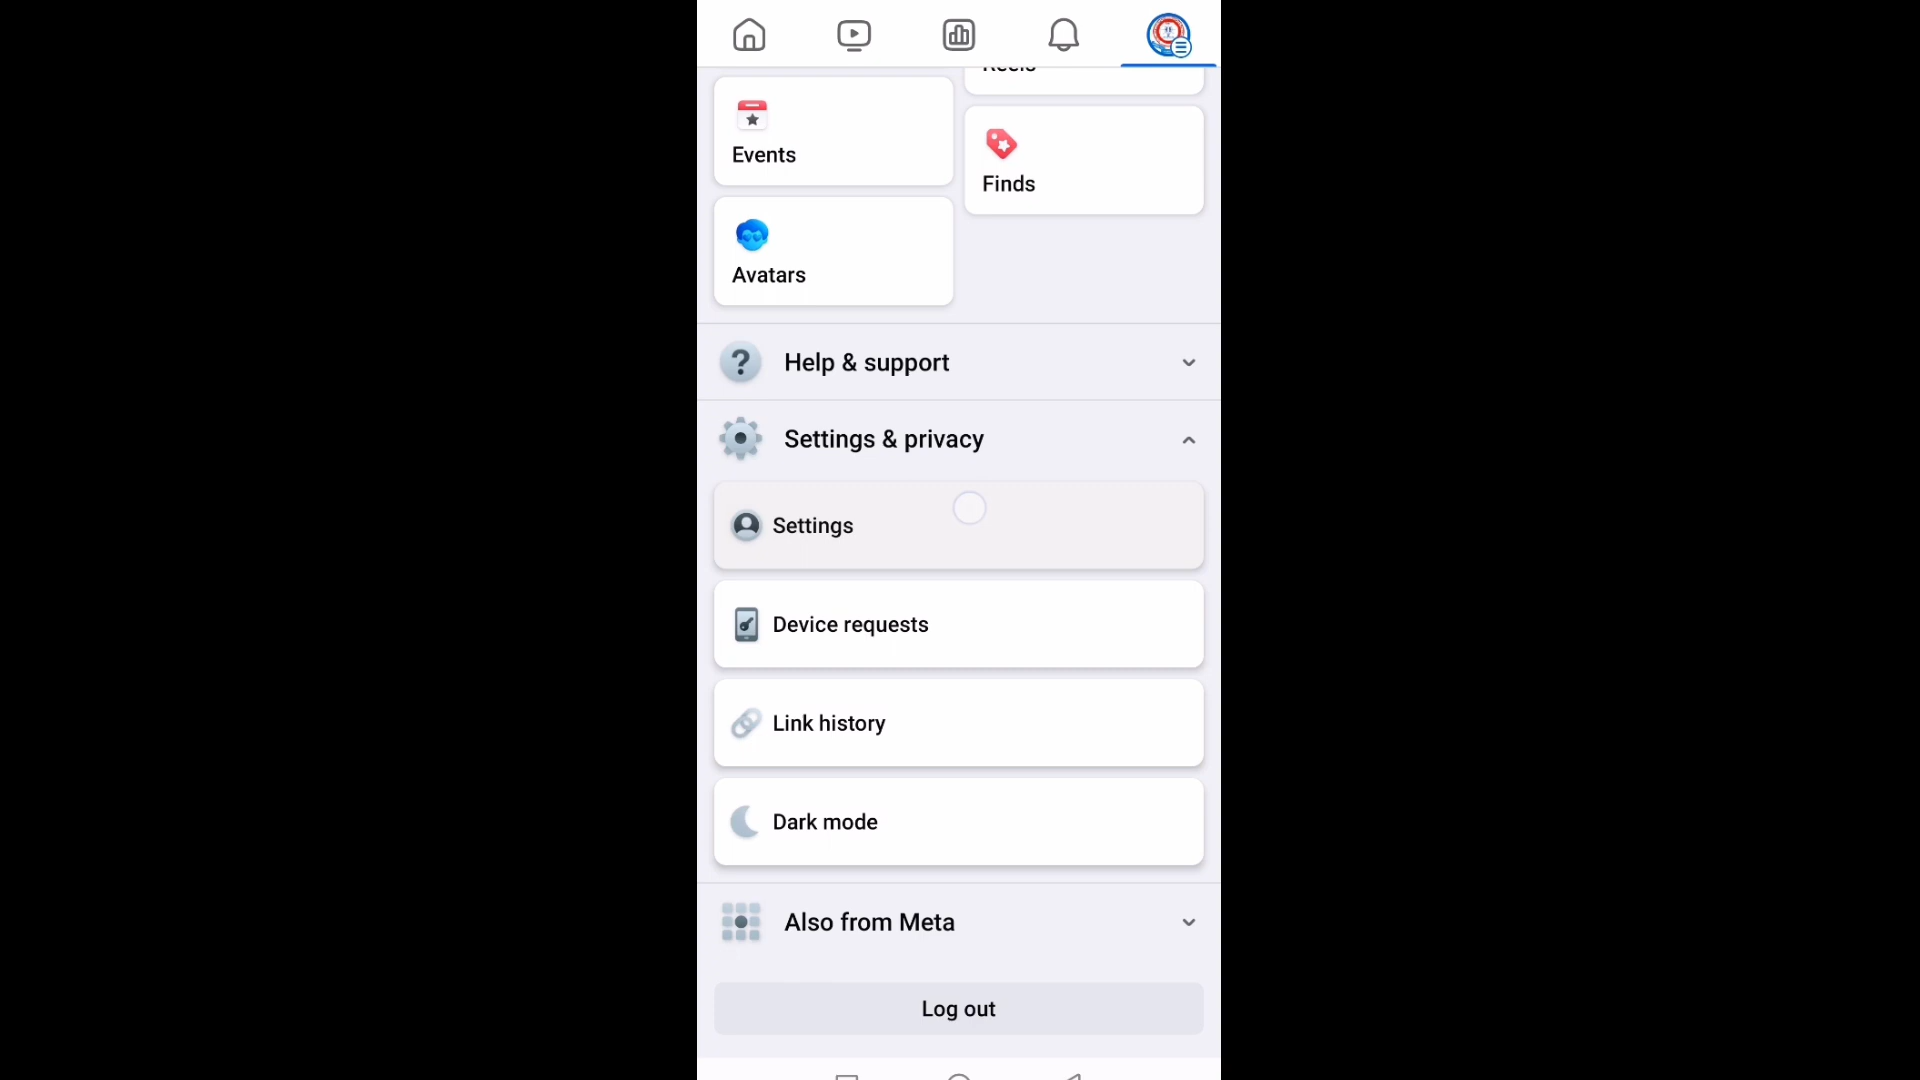 Reels
Events
Finds
Avatars
Help & support
Settings & privacy
Settings
Device requests
Link history
Dark mode
Also from Meta
Log out